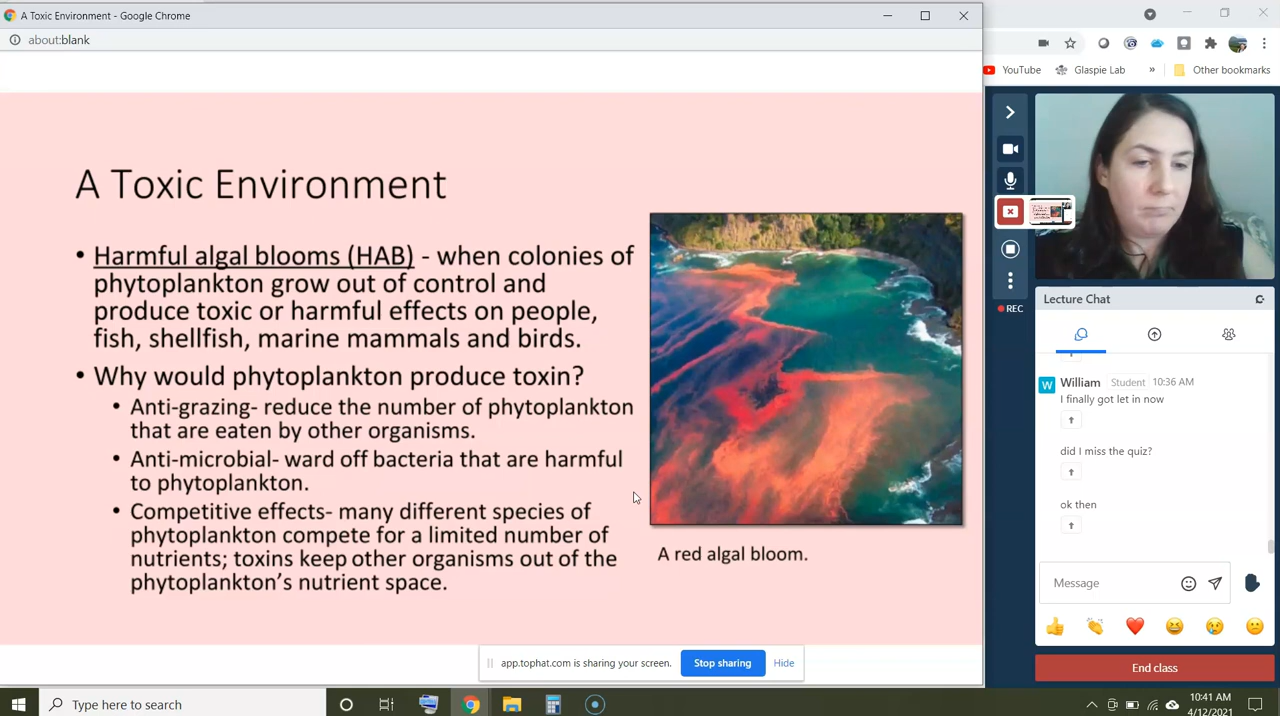 A Toxic Environment - Google Chrome
about:blank
YouTube
Glaspie Lab
»
Other bookmarks
A Toxic Environment
• Harmful algal blooms (HAB) - when colonies of
phytoplankton grow out of control and
produce toxic or harmful effects on people,
fish, shellfish, marine mammals and birds.
• Why would phytoplankton produce toxin?
• Anti-grazing- reduce the number of phytoplankton
that are eaten by other organisms.
• Anti-microbial- ward off bacteria that are harmful
to phytoplankton.
• Competitive effects- many different species of
phytoplankton compete for a limited number of
nutrients; toxins keep other organisms out of the
phytoplankton's nutrient space.
A red algal bloom.
REC
Lecture Chat
W
William Student 10:36 AM
I finally got let in now
did I miss the quiz?
ok then
Message
End class
app.tophat.com is sharing your screen.
Stop sharing
Hide
Type here to search
10:41 AM
4/12/2021